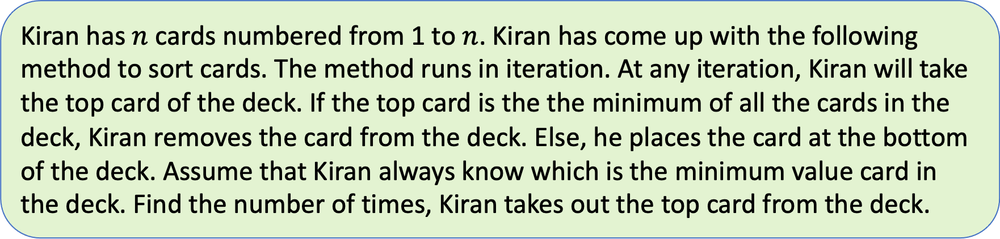 Kiran has n cards numbered from 1 to n. Kiran has come up with the following
method to sort cards. The method runs in iteration. At any iteration, Kiran will take
the top card of the deck. If the top card is the the minimum of all the cards in the
deck, Kiran removes the card from the deck. Else, he places the card at the bottom
of the deck. Assume that Kiran always know which is the minimum value card in
the deck. Find the number of times, Kiran takes out the top card from the deck.